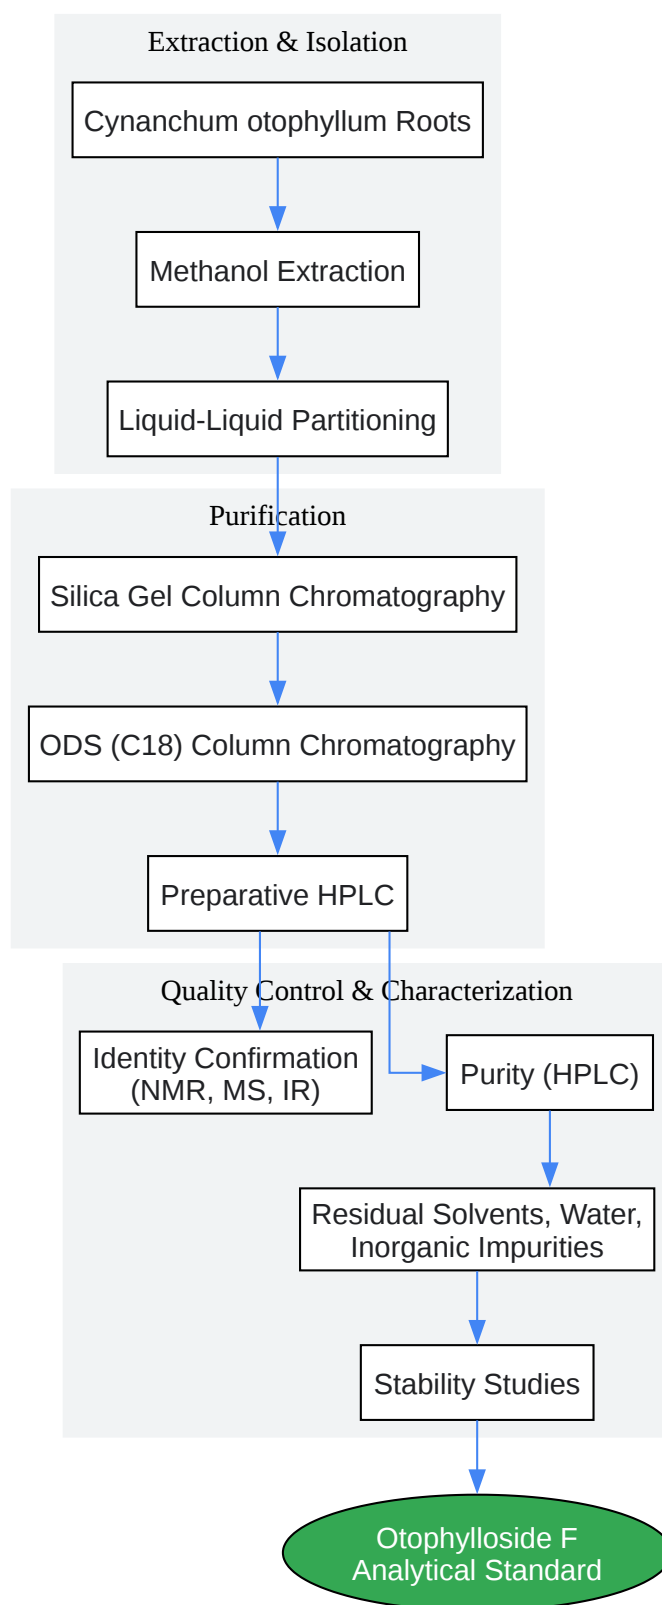 Extraction & Isolation
Cynanchum otophyllum Roots
Methanol Extraction
Liquid-Liquid Partitioning
Purification
Silica Gel Column Chromatography
ODS (C18) Column Chromatography
Preparative HPLC
Quality Control & Characterization
Identity Confirmation
(NMR, MS, IR)
Purity (HPLC)
Residual Solvents, Water,
Inorganic Impurities
Stability Studies
Otophylloside F
Analytical Standard